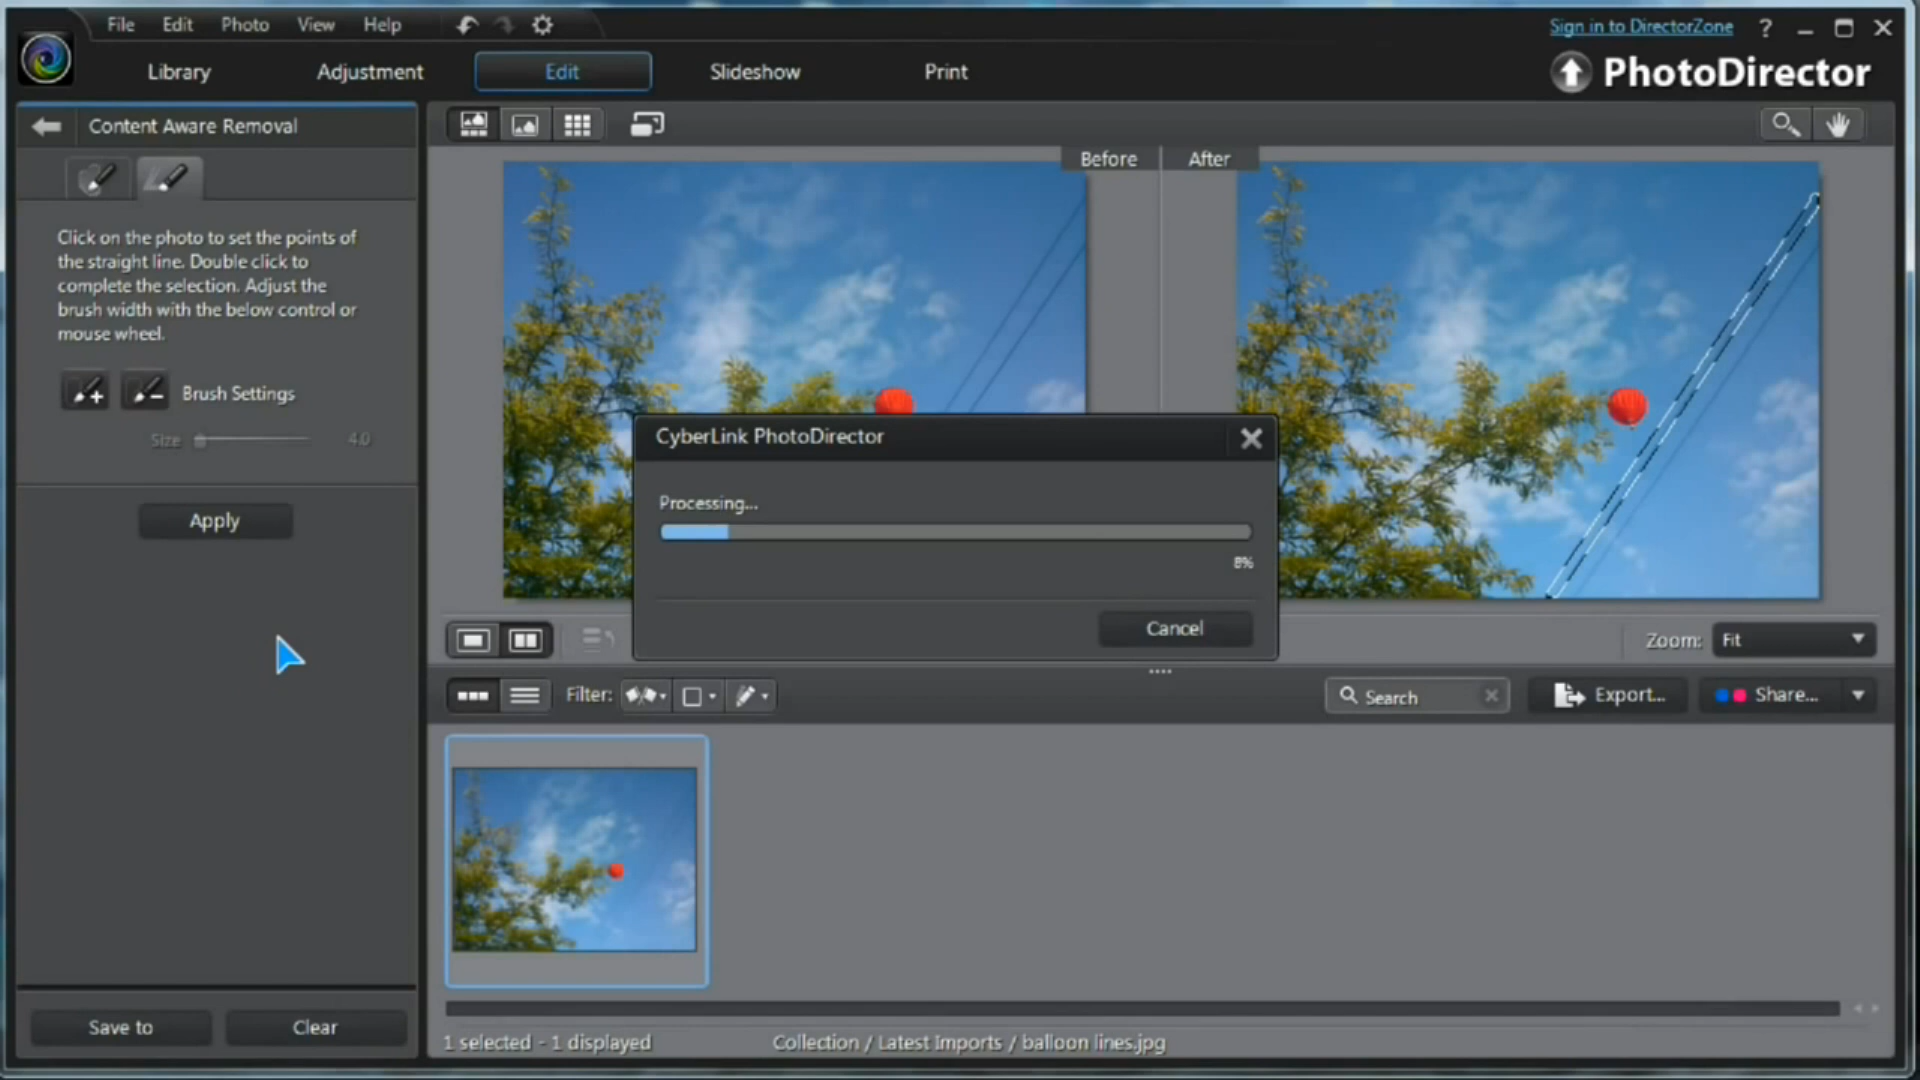 File Edit Photo View Help
Sign in to DirectorZone ?
Library Adjustment Edit Slideshow Print
PhotoDirector
Content Aware Removal
Before After
Click on the photo to set the points of
the straight line. Double click to
complete the selection. Adjust the
brush width with the below control or
mouse wheel.
Brush Settings
Size 4.0
Apply
CyberLink PhotoDirector
Processing...
8%
Cancel
Zoom: Fit
Filter:
Search
Export...
Share...
Save to Clear
1 selected - 1 displayed
Collection / Latest Imports / balloon lines.jpg